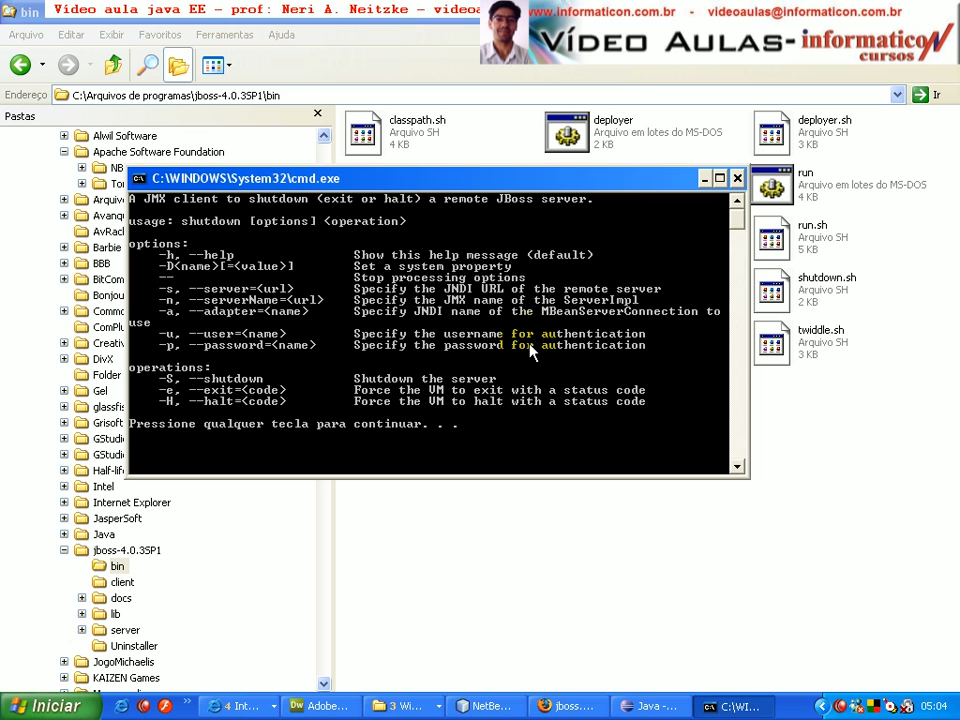 bin
Vídeo aula java EE - prof: Neri A. Neitzke - videoa
www.informaticon.com.br - videoaulas@informaticon.com.br
VÍDEO AULAS-informaticoN
cursos
Arquivo Editar Exibir Favoritos Ferramentas Ajuda
Endereço C:\Arquivos de programas\jboss-4.0.3SP1\bin Ir
Pastas
Alwil Software
Apache Software Foundation
NB
Tor
Arquivo
Avanqu
AvRack
Barbie
BBB
BitCom
Bonjou
Commo
ComPlu
Creativ
DivX
Folder
Gel
glassfis
Grisoft
GStudio
GStudio
Half-life
Intel
Internet Explorer
JasperSoft
Java
jboss-4.0.3SP1
bin
client
docs
lib
server
Uninstaller
JogoMichaelis
KAIZEN Games
classpath.sh
Arquivo SH
4 KB
deployer
Arquivo em lotes do MS-DOS
2 KB
deployer.sh
Arquivo SH
3 KB
run
Arquivo em lotes do MS-DOS
4 KB
run.sh
Arquivo SH
5 KB
shutdown.sh
Arquivo SH
2 KB
twiddle.sh
Arquivo SH
3 KB
C:\WINDOWS\System32\cmd.exe
A JMX client to shutdown (exit or halt) a remote JBoss server.
usage: shutdown [options] <operation>
options:
-h, --help Show this help message (default)
-D<name>[=<value>] Set a system property
-- Stop processing options
-s, --server=<url> Specify the JNDI URL of the remote server
-n, --serverName=<url> Specify the JMX name of the ServerImpl
-a, --adapter=<name> Specify JNDI name of the MBeanServerConnection to
use
-u, --user=<name> Specify the username for authentication
-p, --password=<name> Specify the password for authentication
operations:
-S, --shutdown Shutdown the server
-e, --exit=<code> Force the VM to exit with a status code
-H, --halt=<code> Force the VM to halt with a status code
Pressione qualquer tecla para continuar. . .
Iniciar
4 Int...
Adobe...
3 Wi...
NetBe...
jboss....
Java -...
C:\WI...
05:04